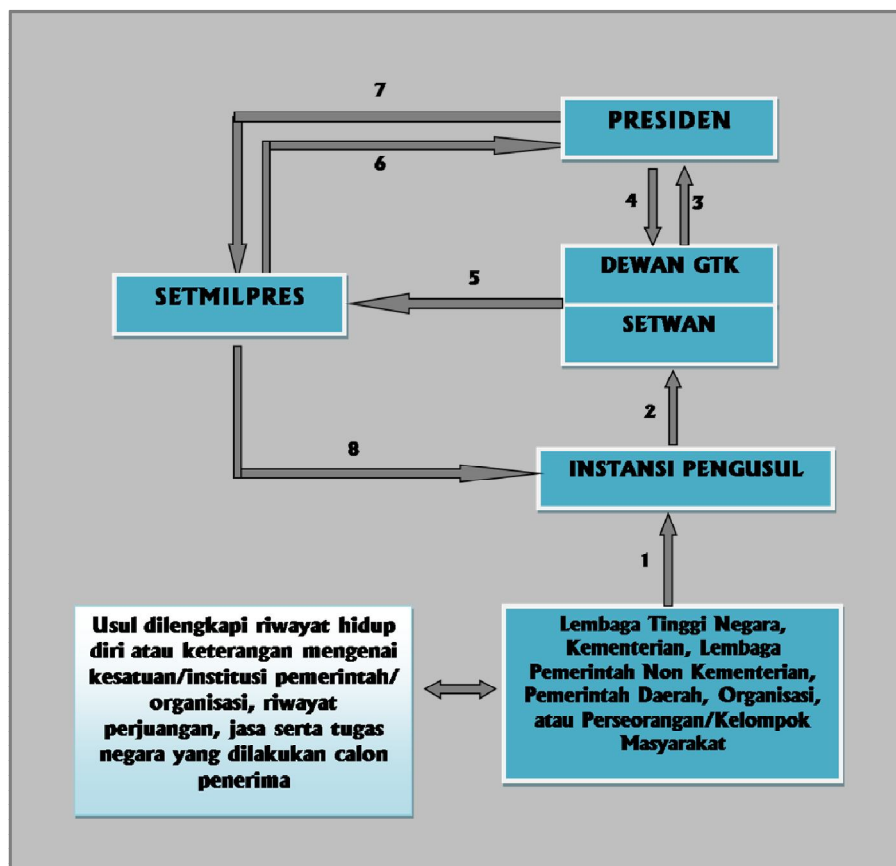 7
PRESIDEN
6
4
3
DEWAN GTK
5
SETMILPRES
SETWAN
2
8
INSTANSI PENGUSUL
1
Usul dilengkapi riwayat hidup
diri atau keterangan mengenai
kesatuan/institusi pemerintah/
organisasi, riwayat
perjuangan, jasa serta tugas
negara yang dilakukan calon
penerima
Lembaga Tinggi Negara,
Kementerian, Lembaga
Pemerintah Non Kementerian,
Pemerintah Daerah, Organisasi,
atau Perseorangan/Kelompok
Masyarakat